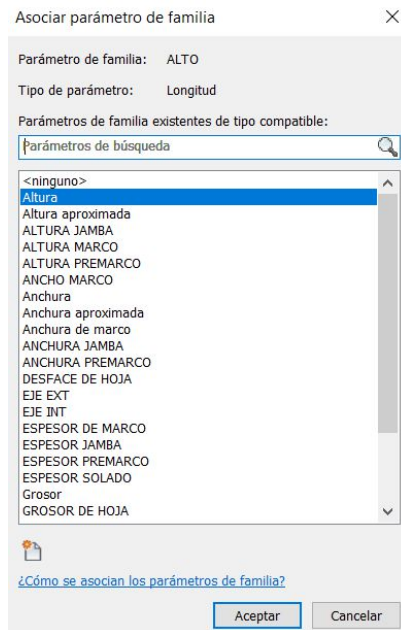 Asociar parámetro de familia
Parámetro de familia: ALTO
Tipo de parámetro: Longitud
Parámetros de familia existentes de tipo compatible:
Parámetros de búsqueda
<ninguno>
Altura
Altura aproximada
ALTURA JAMBA
ALTURA MARCO
ALTURA PREMARCO
ANCHO MARCO
Anchura
Anchura aproximada
Anchura de marco
ANCHURA JAMBA
ANCHURA PREMARCO
DESFACE DE HOJA
EJE EXT
EJE INT
ESPESOR DE MARCO
ESPESOR JAMBA
ESPESOR PREMARCO
ESPESOR SOLADO
Grosor
GROSOR DE HOJA
¿Cómo se asocian los parámetros de familia?
Aceptar Cancelar